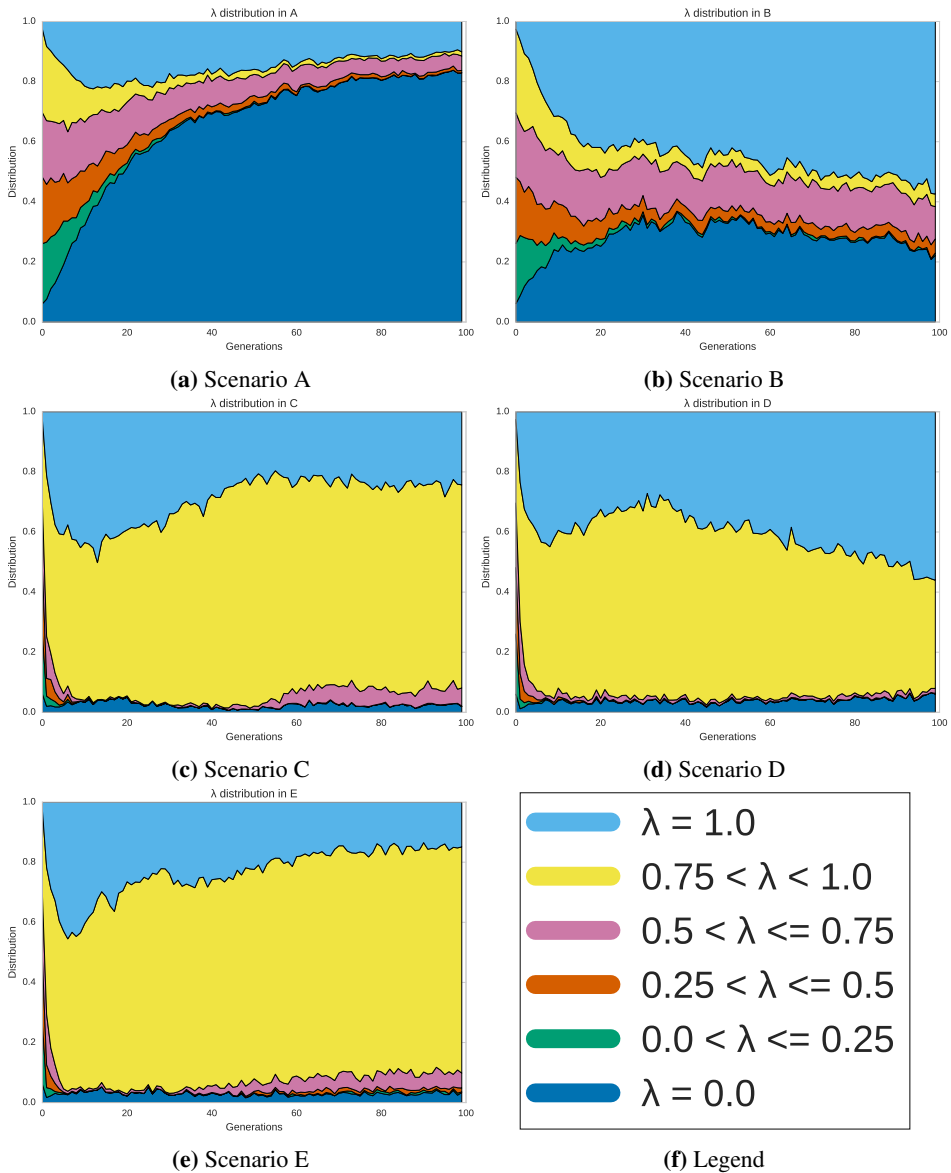 λ distribution in A
λ distribution in B
1.0
0.8
0.6
0.4
0.2
0.0
Distribution
0 20 40 60 80 100
Generations
1.0
0.8
0.6
0.4
0.2
0.0
Distribution
0 20 40 60 80 100
Generations
(a) Scenario A
(b) Scenario B
λ distribution in C
λ distribution in D
1.0
0.8
0.6
0.4
0.2
0.0
Distribution
0 20 40 60 80 100
Generations
1.0
0.8
0.6
0.4
0.2
0.0
Distribution
0 20 40 60 80 100
Generations
(c) Scenario C
(d) Scenario D
λ distribution in E
1.0
0.8
0.6
0.4
0.2
0.0
Distribution
0 20 40 60 80 100
Generations
λ = 1.0
0.75 < λ < 1.0
0.5 < λ <= 0.75
0.25 < λ <= 0.5
0.0 < λ <= 0.25
λ = 0.0
(e) Scenario E
(f) Legend